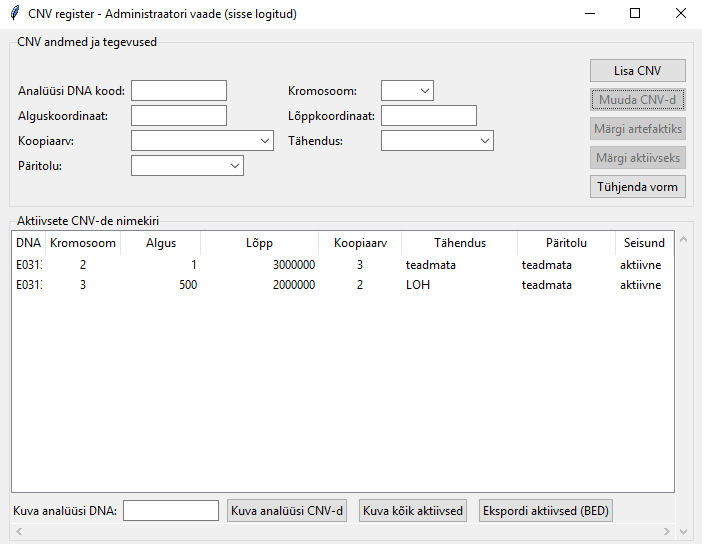 CNV register - Administraatori vaade (sisse logitud)
CNV andmed ja tegevused
Lisa CNV
Analüüsi DNA kood: Kromosoom: Muuda CNV-d
Alguskoordinaat: Lõppkoordinaat:
Märgi artefaktiks
Koopiaarv: Tähendus:
Märgi aktiivseks
Päritolu:
Tühjenda vorm
Aktiivsete CNV-de nimekiri
DNA Kromosoom Algus Lõpp Koopiaarv Tähendus Päritolu Seisund
E031 2 1 3000000 3 teadmata teadmata aktiivne
E031 3 500 2000000 2 LOH teadmata aktiivne
Kuva analüüsi DNA: Kuva analüüsi CNV-d Kuva kõik aktiivsed Ekspordi aktiivsed (BED)